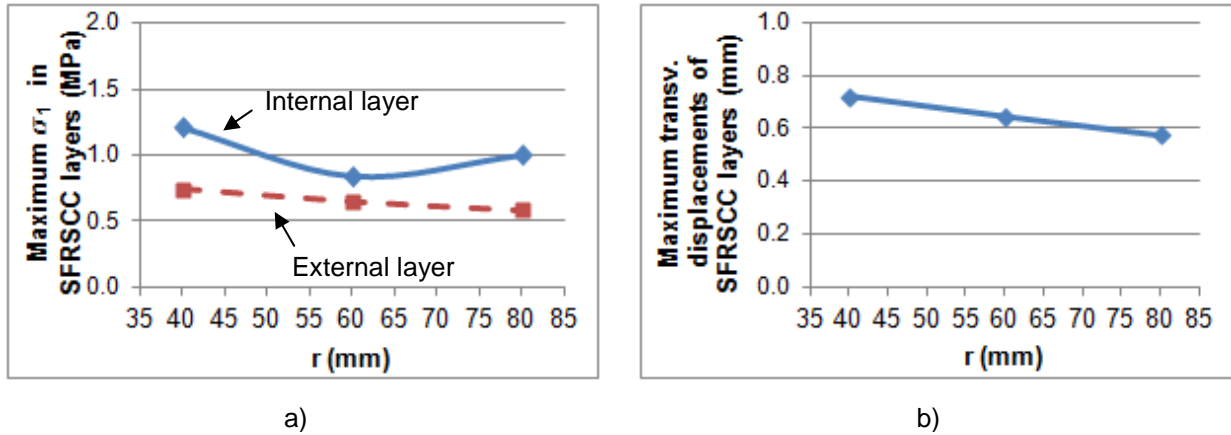 Maximum σ1 in
SFRSCC layers (MPa)
2.0
1.5
1.0
0.5
0.0
Internal layer
External layer
35 40 45 50 55 60 65 70 75 80 85
r (mm)
a)
Maximum transv.
displacements of
SFRSCC layers (mm)
1.0
0.8
0.6
0.4
0.2
0.0
35 40 45 50 55 60 65 70 75 80 85
r (mm)
b)